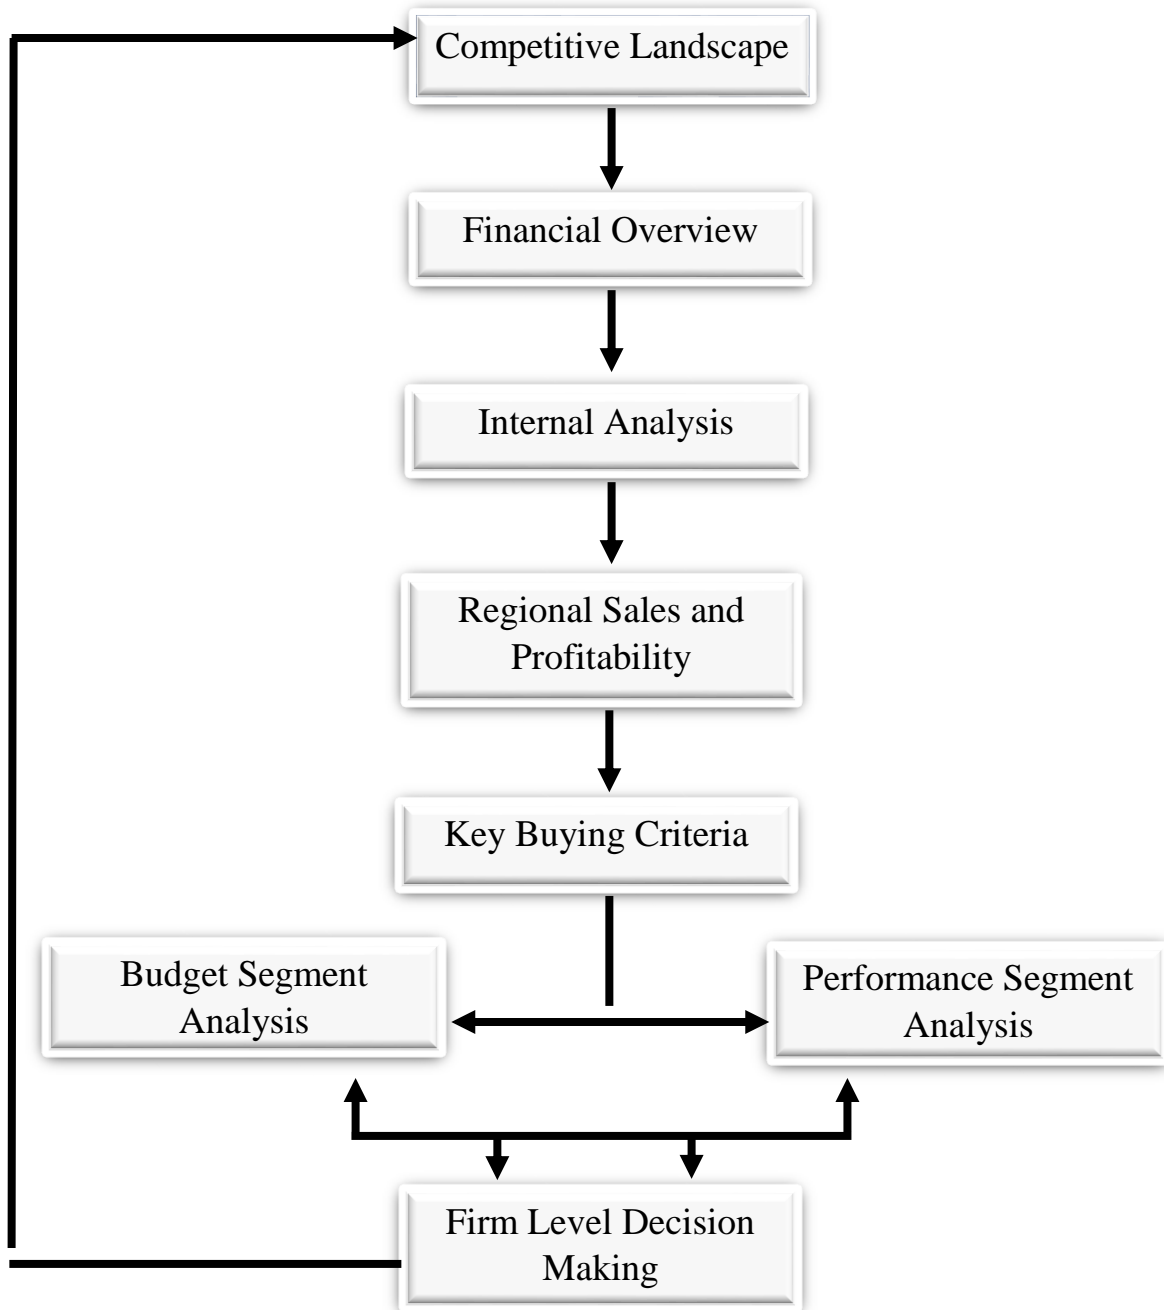 Competitive Landscape
Financial Overview
Internal Analysis
Regional Sales and
Profitability
Key Buying Criteria
Budget Segment
Analysis
Performance Segment
Analysis
Firm Level Decision
Making